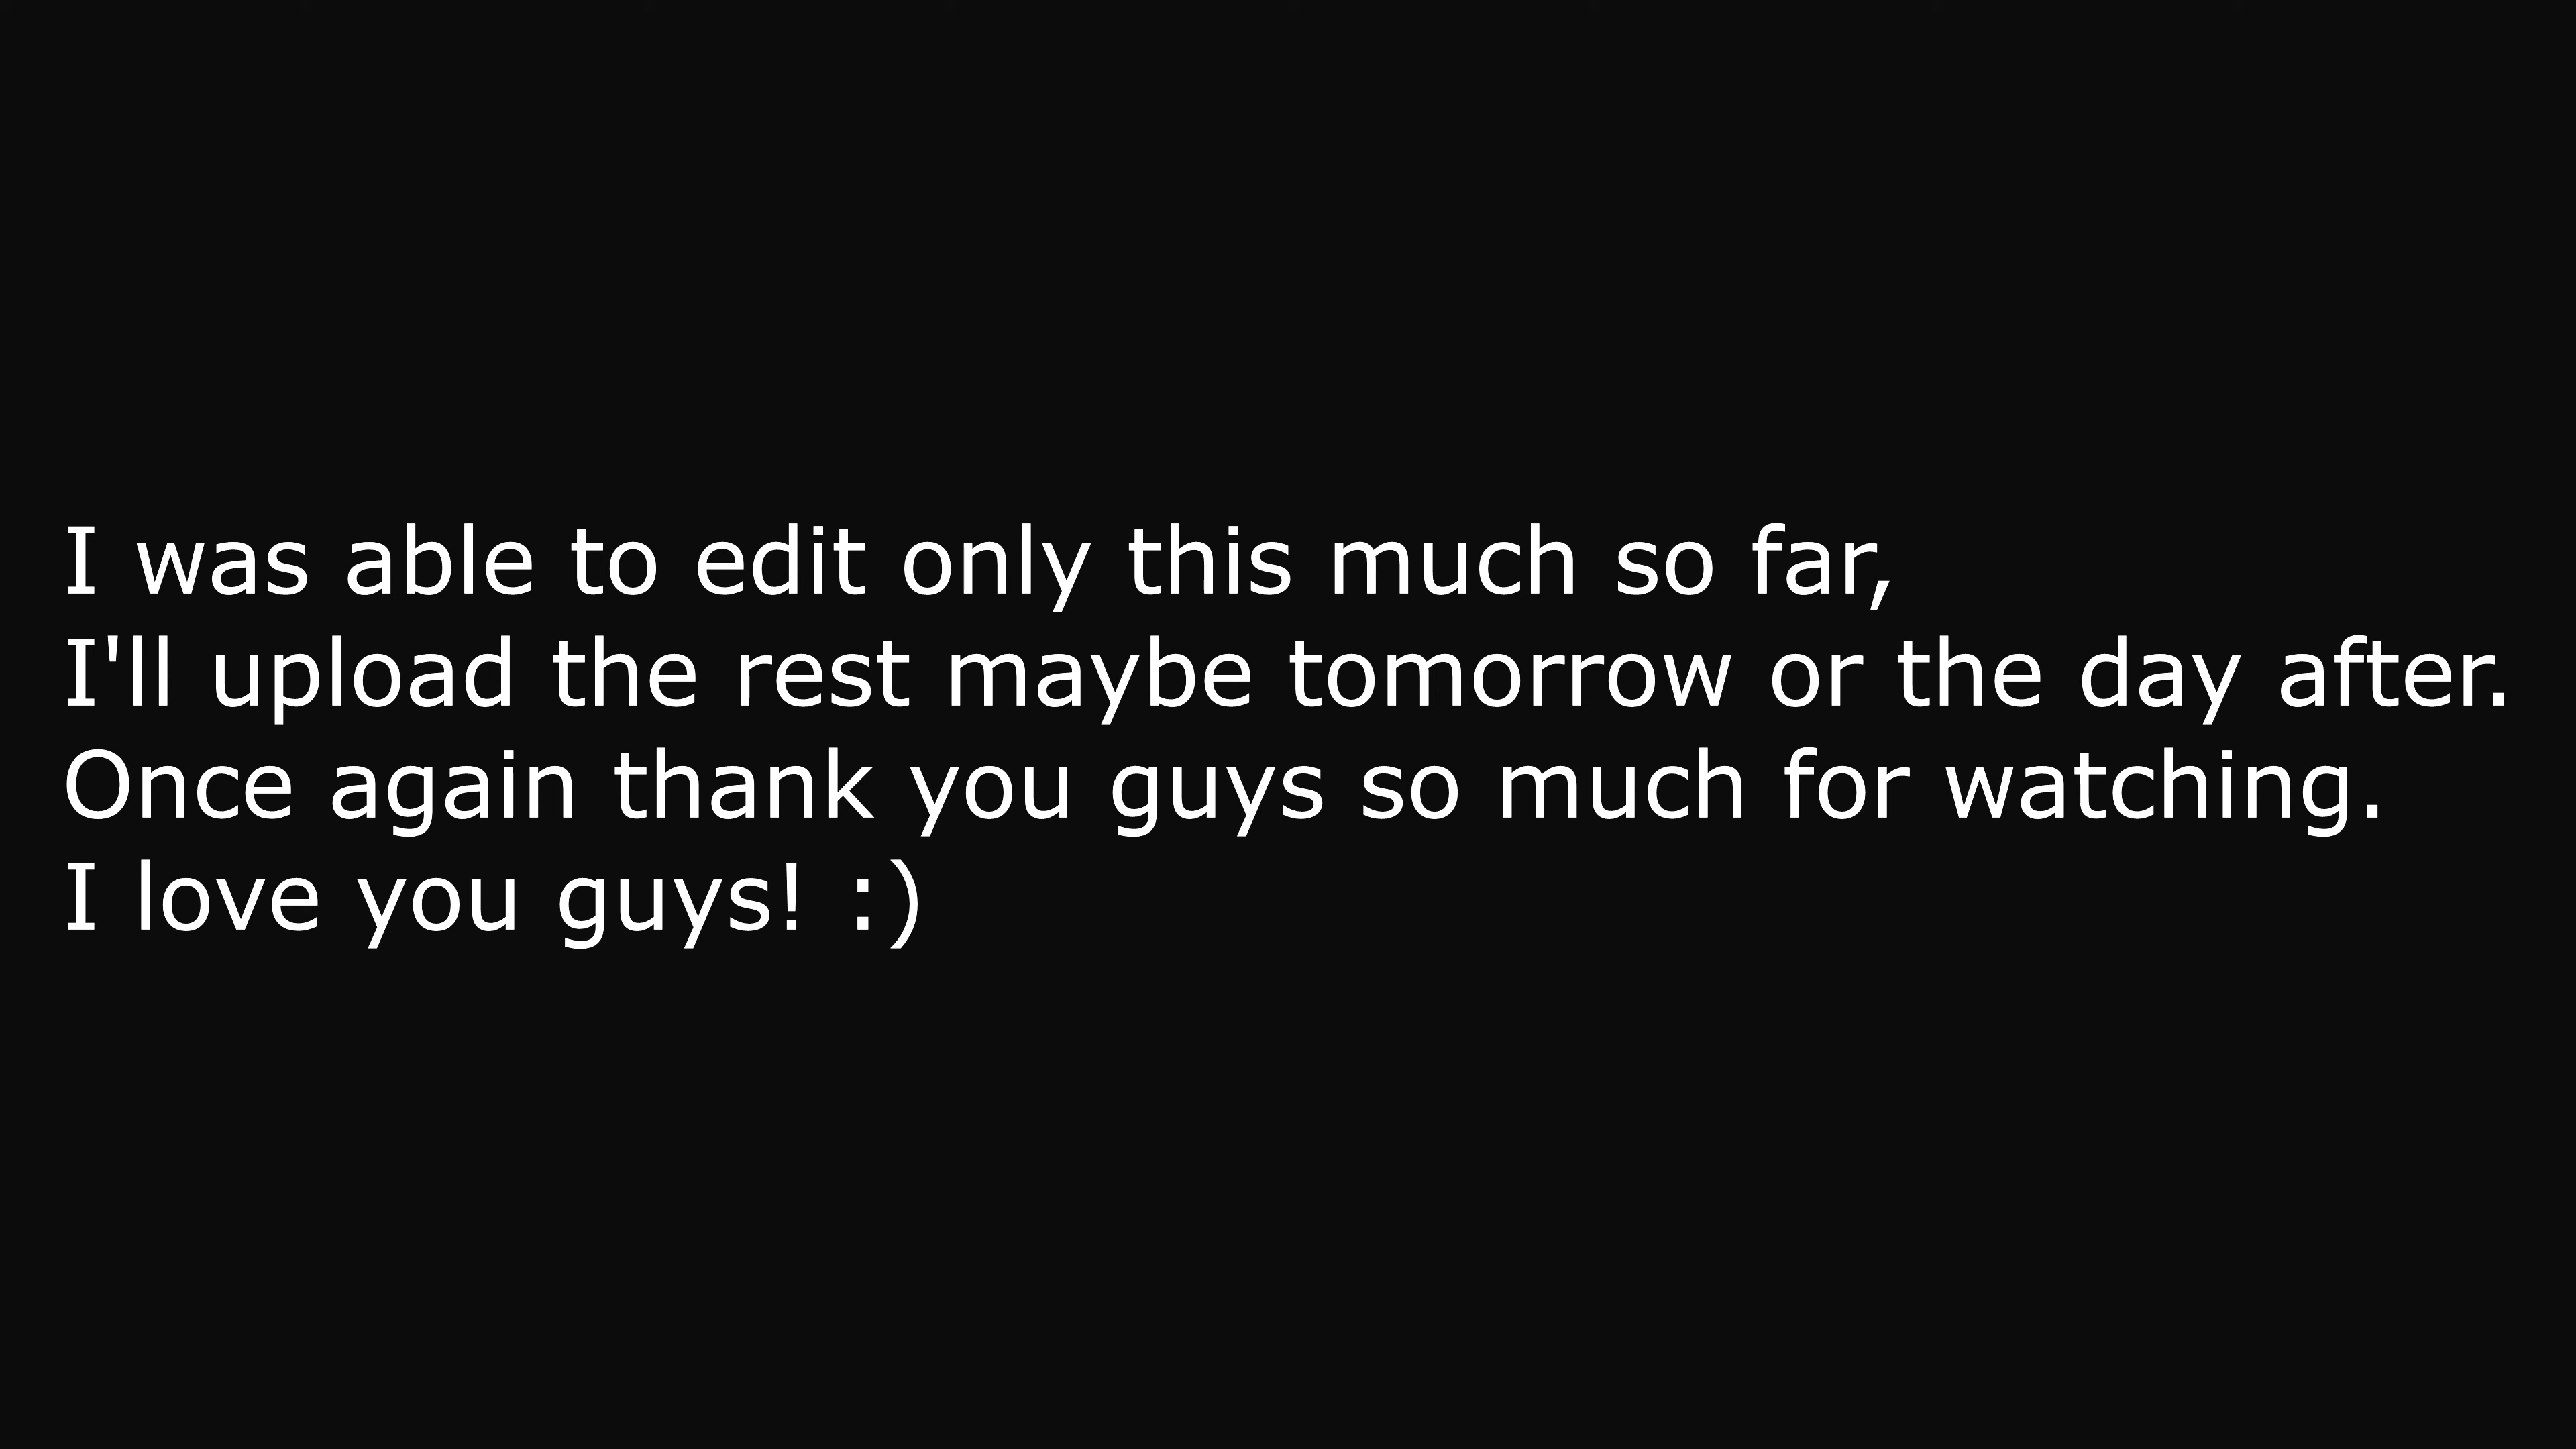 I was able to edit only this much so far,
I'll upload the rest maybe tomorrow or the day after.
Once again thank you guys so much for watching.
I love you guys! :)